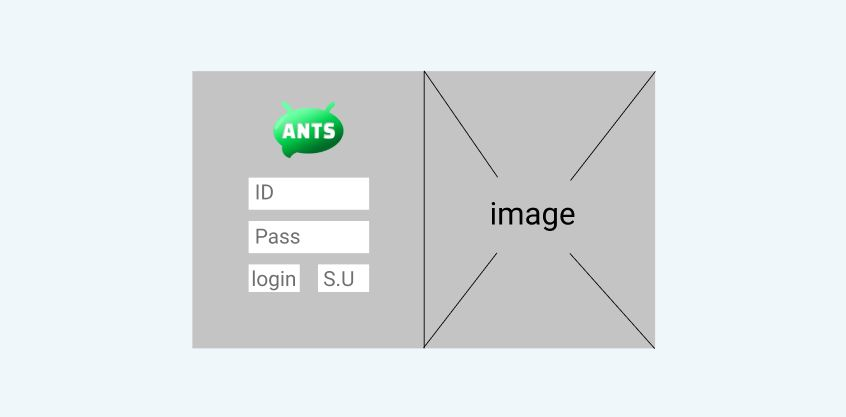 ANTS
ID
Pass
login S.U
image